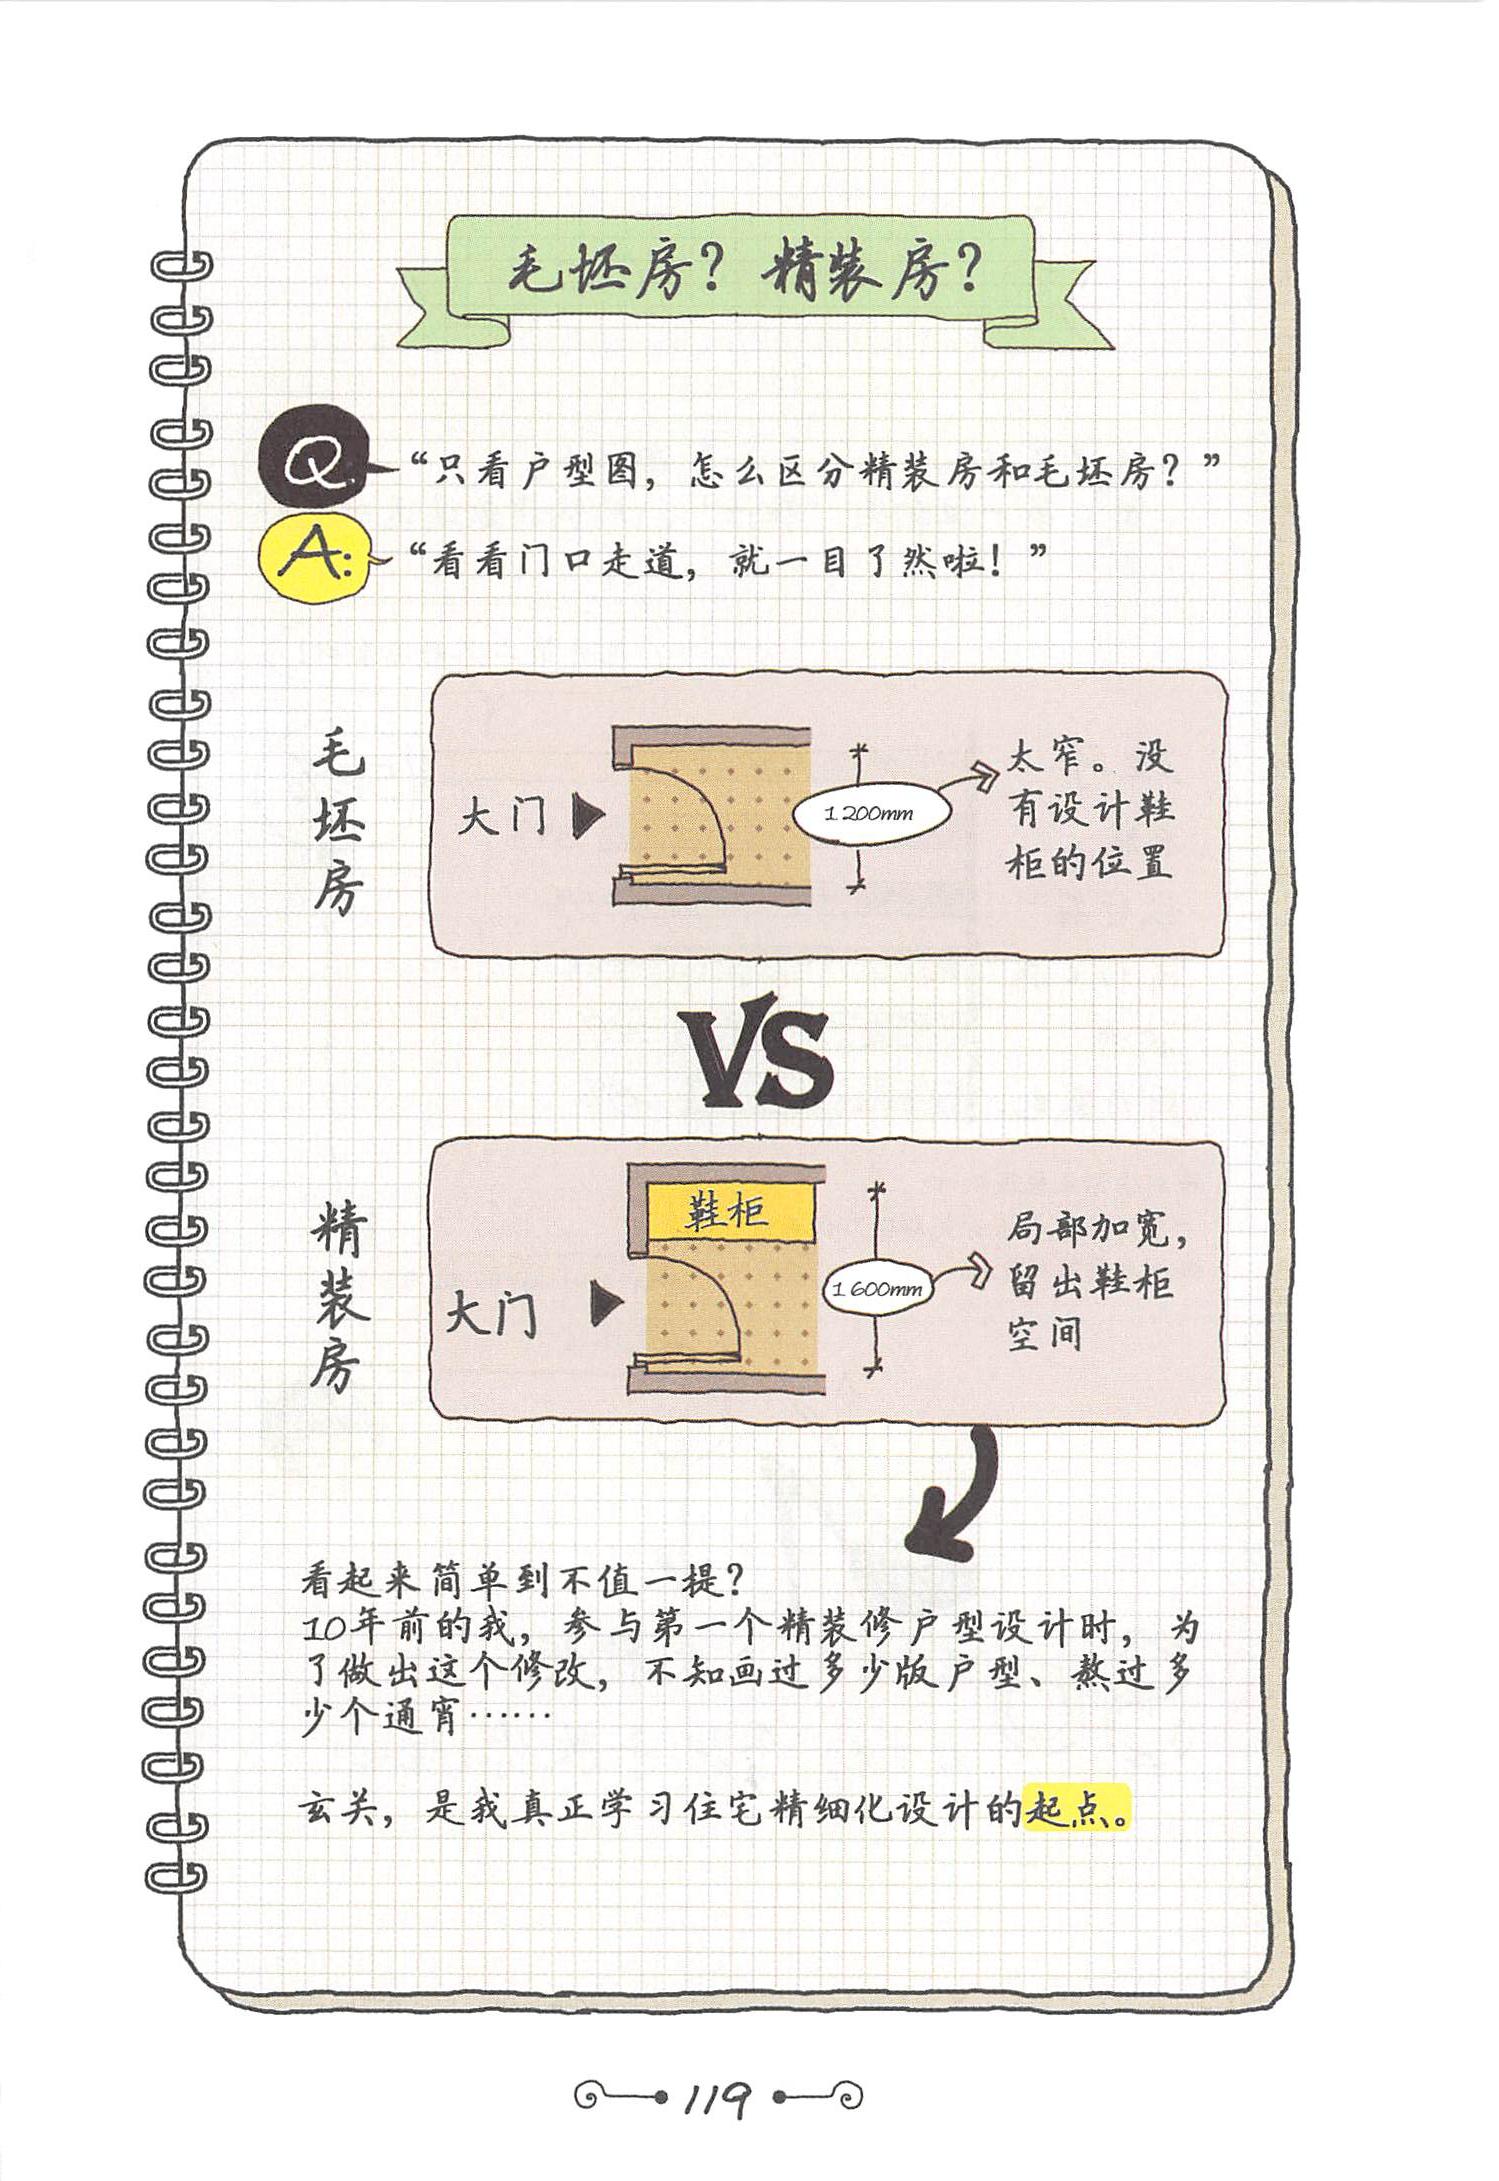 毛坯房？精装房？
Q
“只看户型图，怎么区分精装房和毛坯房？”
A:
“看看门口走道，就一目了然啦！”
毛坯房
大门
1200mm
太窄。没
有设计鞋
柜的位置
VS
精装房
鞋柜
大门
1600mm
局部加宽，
留出鞋柜
空间
看起来简单到不值一提？
10年前的我，参与第一个精装修户型设计时，为
了做出这个修改，不知画过多少版户型、熬过多
少个通宵……
玄关，是我真正学习住宅精细化设计的起点。
119